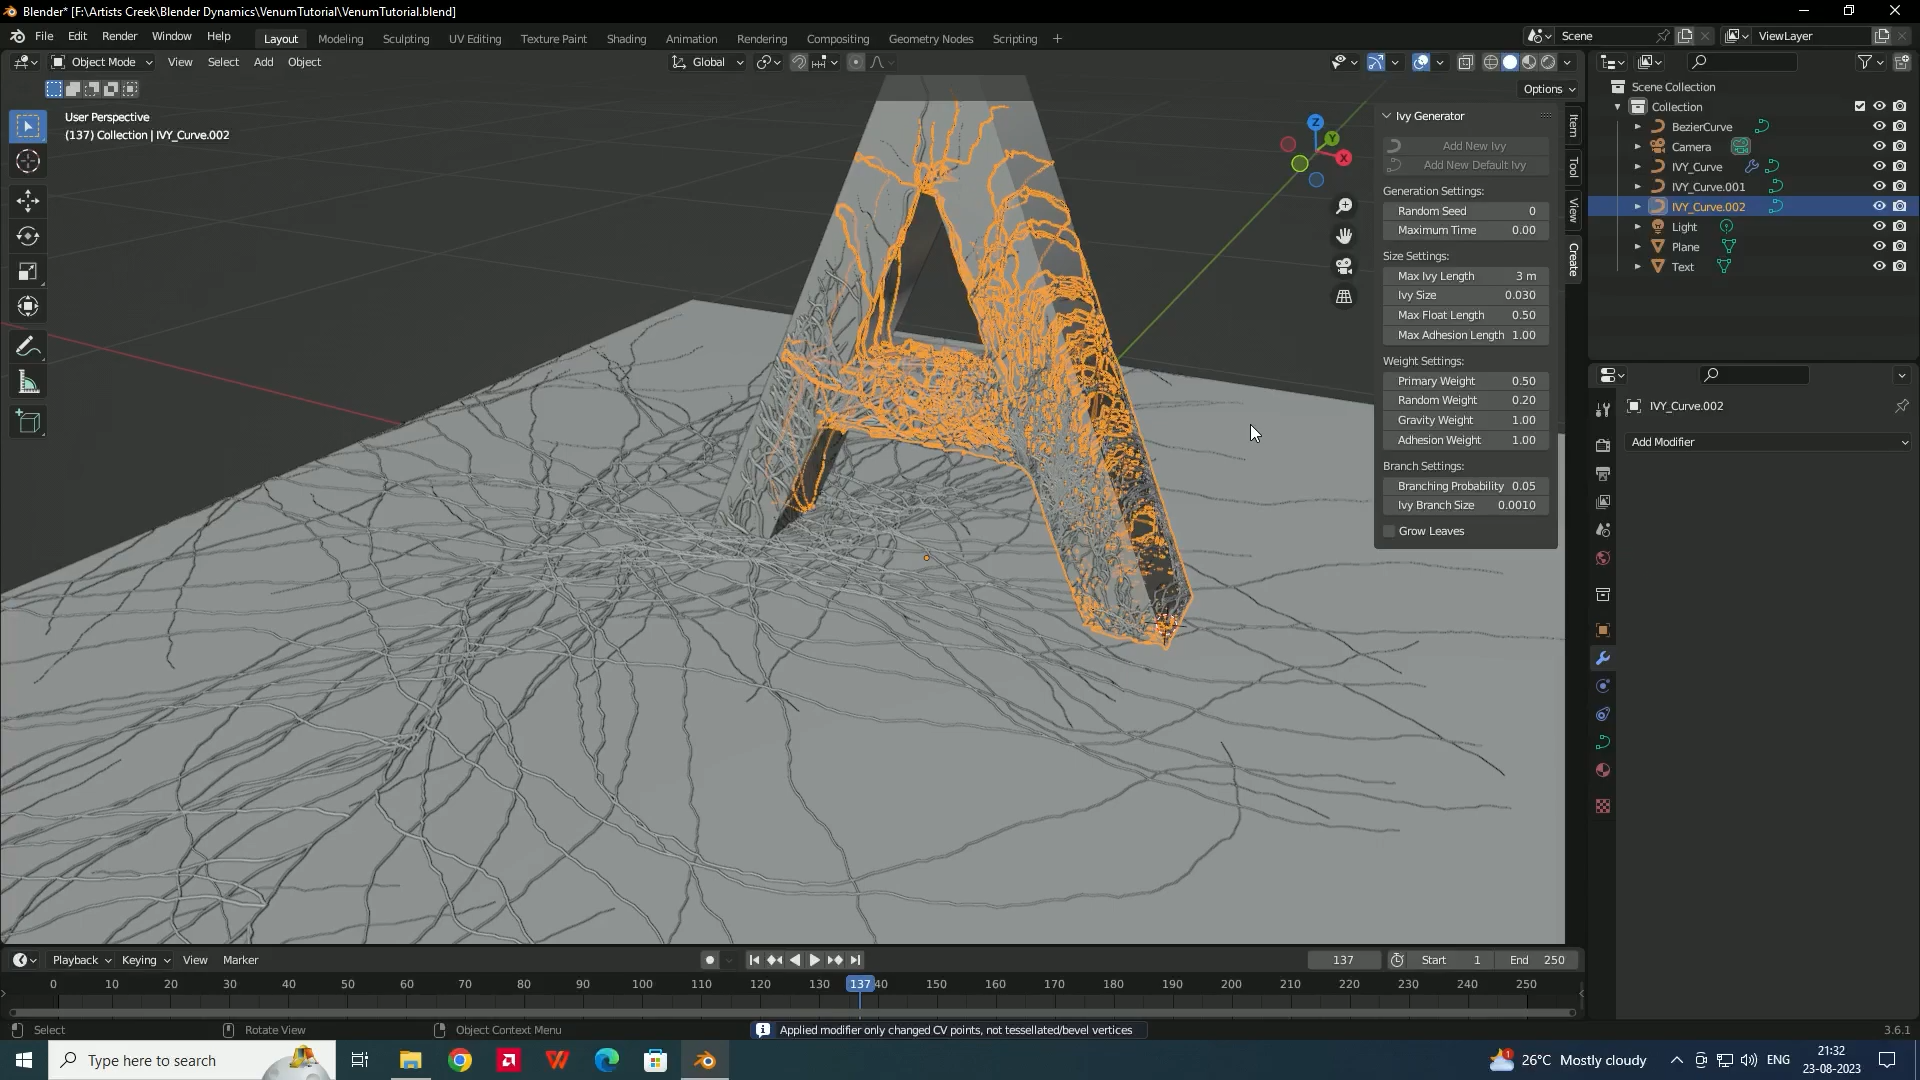 Blender* [F:\Artists Creek\Blender Dynamics\VenumTutorial\VenumTutorial.blend]
File Edit Render Window Help Layout Modeling Sculpting UV Editing Texture Paint Shading Animation Rendering Compositing Geometry Nodes Scripting + Scene ViewLayer
Object Mode View Select Add Object Global
Options
User Perspective
(137) Collection | IVY_Curve.002
Z
Y
X
Ivy Generator
Add New Ivy
Add New Default Ivy
Generation Settings:
Random Seed 0
Maximum Time 0.00
Size Settings:
Max Ivy Length 3 m
Ivy Size 0.030
Max Float Length 0.50
Max Adhesion Length 1.00
Weight Settings:
Primary Weight 0.50
Random Weight 0.20
Gravity Weight 1.00
Adhesion Weight 1.00
Branch Settings:
Branching Probability 0.05
Ivy Branch Size 0.0010
Grow Leaves
Item
Tool
View
Create
Scene Collection
Collection
BezierCurve
Camera
IVY_Curve
IVY_Curve.001
IVY_Curve.002
Light
Plane
Text
IVY_Curve.002
Add Modifier
Playback Keying View Marker 137 Start 1 End 250
0 10 20 30 40 50 60 70 80 90 100 110 120 130 137 40 150 160 170 180 190 200 210 220 230 240 250
Select Rotate View Object Context Menu Applied modifier only changed CV points, not tessellated/bevel vertices 3.6.1
Type here to search 26°C Mostly cloudy ENG 21:32
23-08-2023